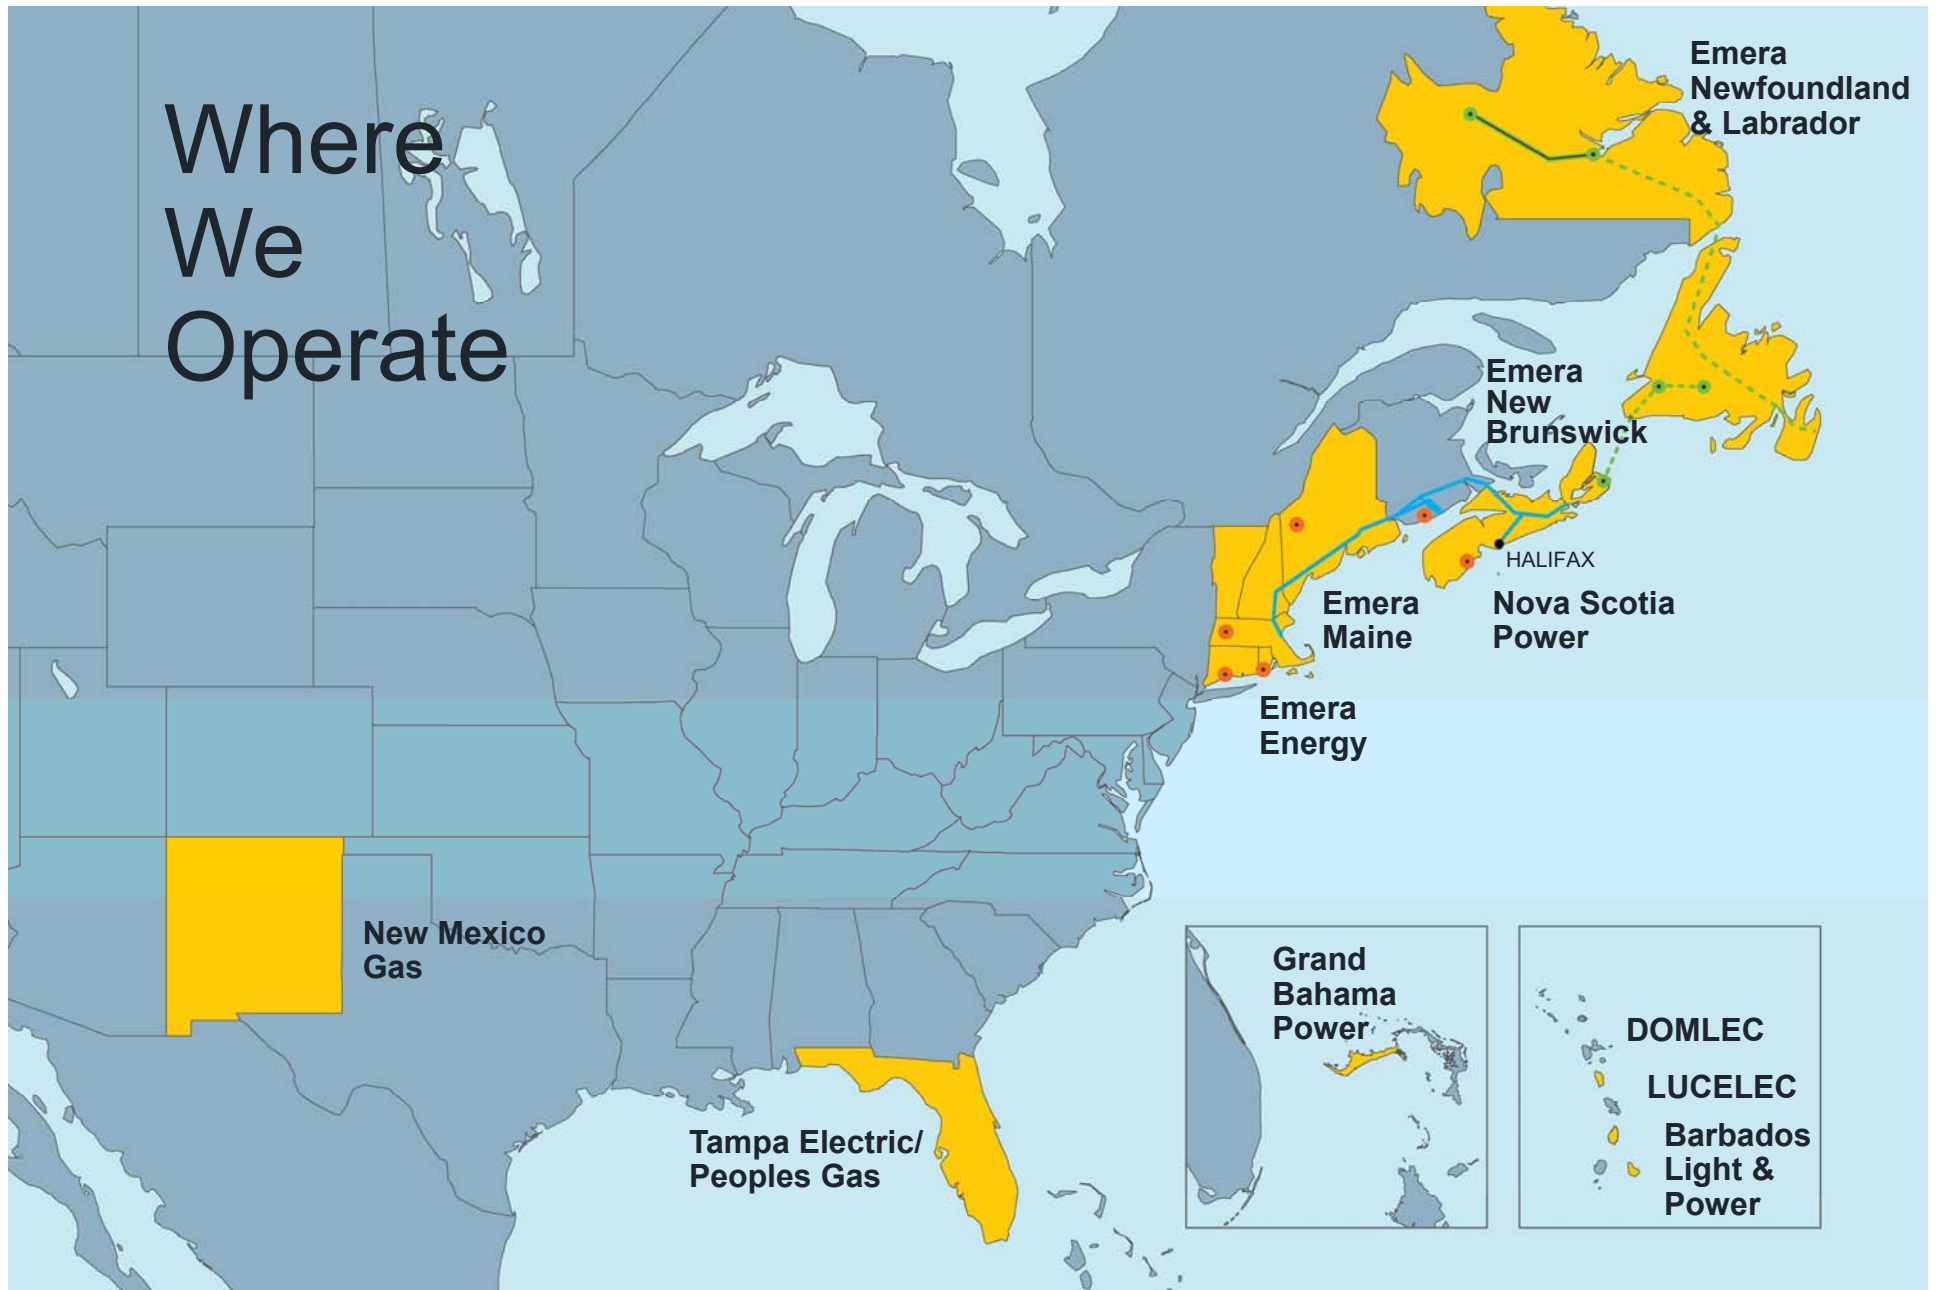 Where
We
Operate
Emera
Newfoundland
& Labrador
Emera
New
Brunswick
HALIFAX
Emera
Maine
Nova Scotia
Power
Emera
Energy
New Mexico
Gas
Grand
Bahama
Power
DOMLEC
LUCELEC
Barbados
Light &
Power
Tampa Electric/
Peoples Gas